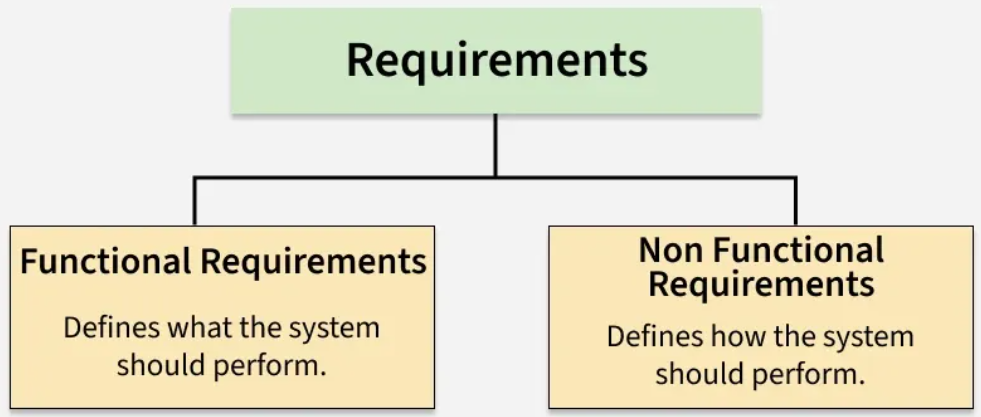 Requirements
Functional Requirements
Defines what the system
should perform.
Non Functional
Requirements
Defines how the system
should perform.